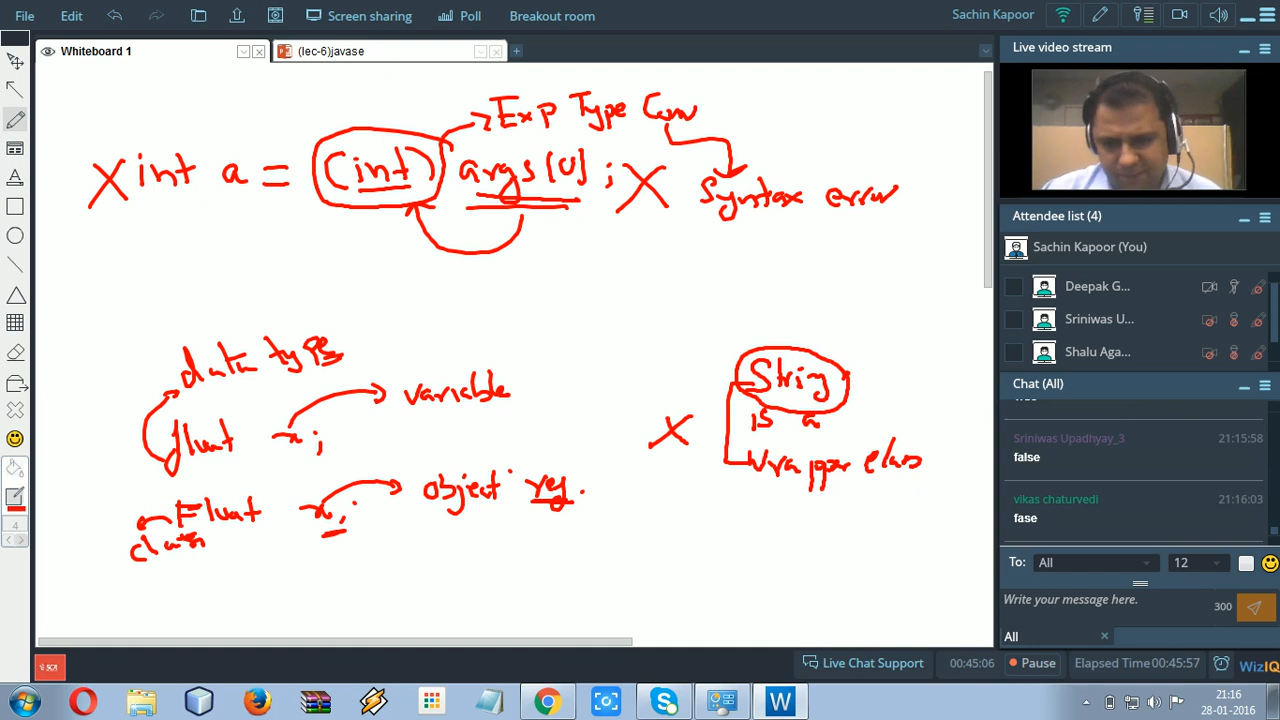 File Edit Screen sharing Poll Breakout room Sachin Kapoor
Whiteboard 1 (lec-6)javase
Live video stream
Exp Type Conv
X int a = (int) args[0]; X Syntax error
Attendee list (4)
Sachin Kapoor (You)
Deepak G...
Sriniwas U...
Shalu Aga...
data types
float x; variable
Float x; object ref.
class
String
X is a
Wrapper class
Chat (All)
Sriniwas Upadhyay_3 21:15:58
false
vikas chaturvedi 21:16:03
fase
To: All 12
Write your message here. 300
All
4
Live Chat Support 00:45:06 Pause Elapsed Time 00:45:57 WizIQ
21:16
28-01-2016